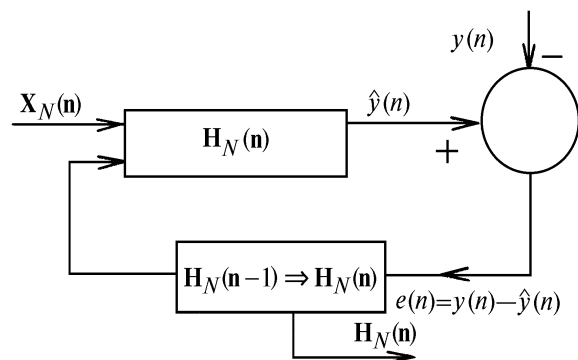 y(n)
−
X_N(n)
ŷ(n)
H_N(n)
+
H_N(n−1) ⇒ H_N(n)
e(n)=y(n)−ŷ(n)
H_N(n)